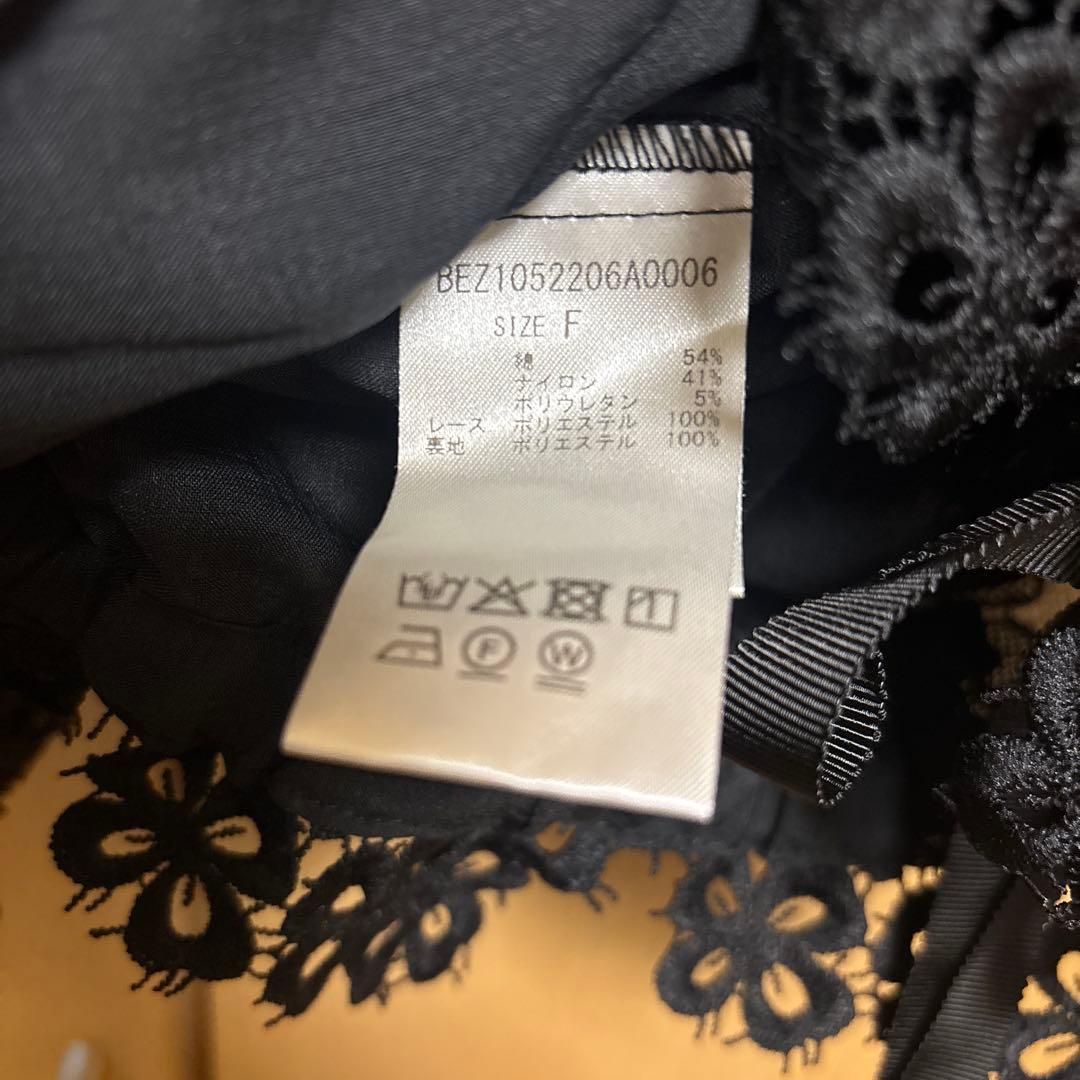 BEZ1052206A0006
SIZE F
綿 54%
ナイロン 41%
ポリウレタン 5%
レース ポリエステル 100%
裏地 ポリエステル 100%
F W